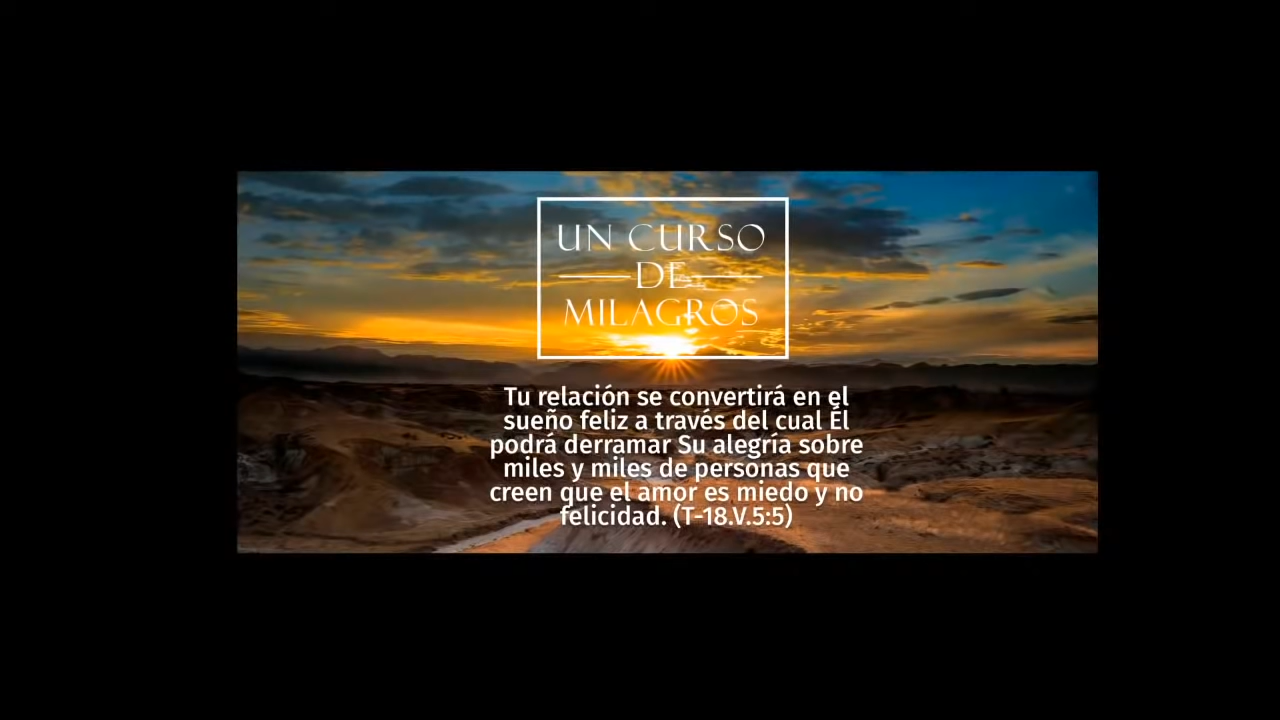 UN CURSO
DE
MILAGROS
Tu relación se convertirá en el
sueño feliz a través del cual Él
podrá derramar Su alegría sobre
miles y miles de personas que
creen que el amor es miedo y no
felicidad. (T-18.V.5:5)